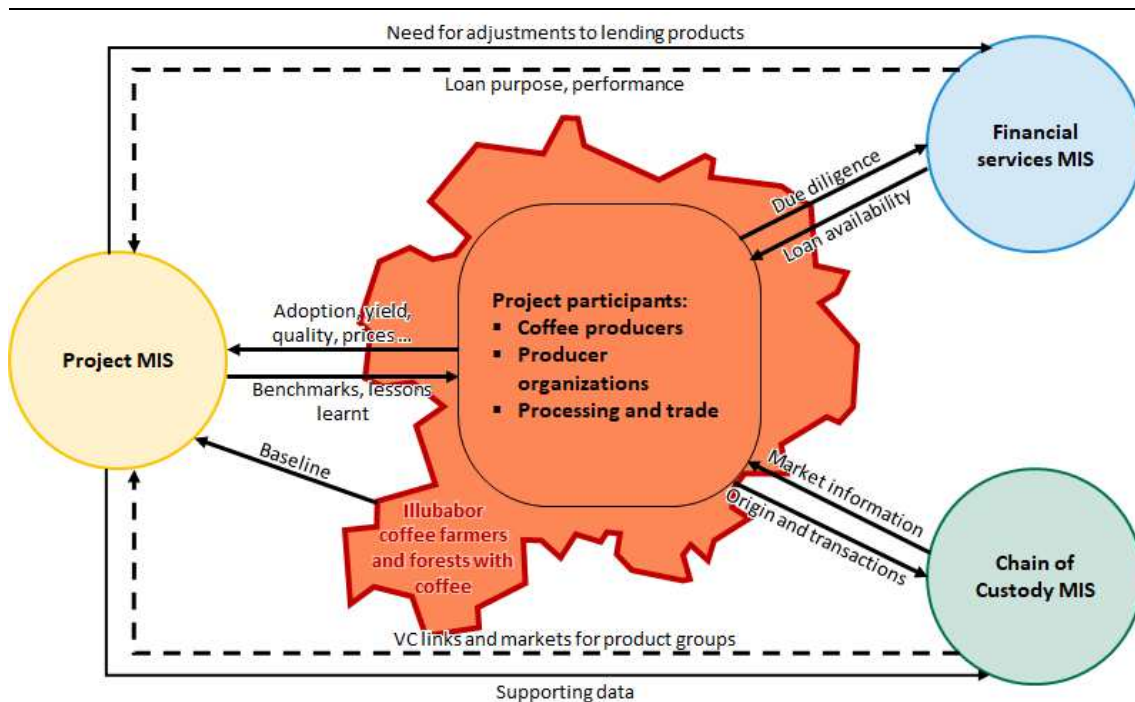 Need for adjustments to lending products
Loan purpose, performance
Financial
services MIS
Due diligence
Loan availability
Project participants:
▪ Coffee producers
▪ Producer
organizations
▪ Processing and trade
Adoption, yield,
quality, prices ...
Project MIS
Benchmarks, lessons
learnt
Baseline
Market information
Origin and transactions
Illubabor
coffee farmers
and forests with
coffee
Chain of
Custody MIS
VC links and markets for product groups
Supporting data